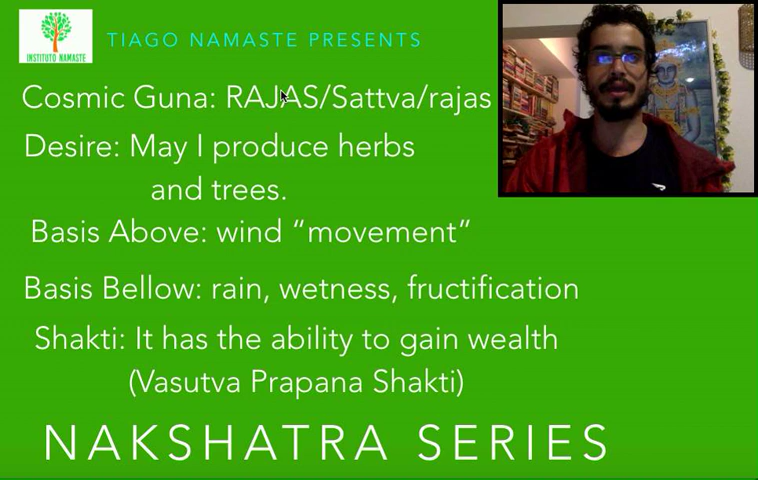 INSTITUTO NAMASTE
TIAGO NAMASTE PRESENTS
Cosmic Guna: RAJAS/Sattva/rajas
Desire: May I produce herbs
and trees.
Basis Above: wind “movement”
Basis Bellow: rain, wetness, fructification
Shakti: It has the ability to gain wealth
(Vasutva Prapana Shakti)
NAKSHATRA SERIES